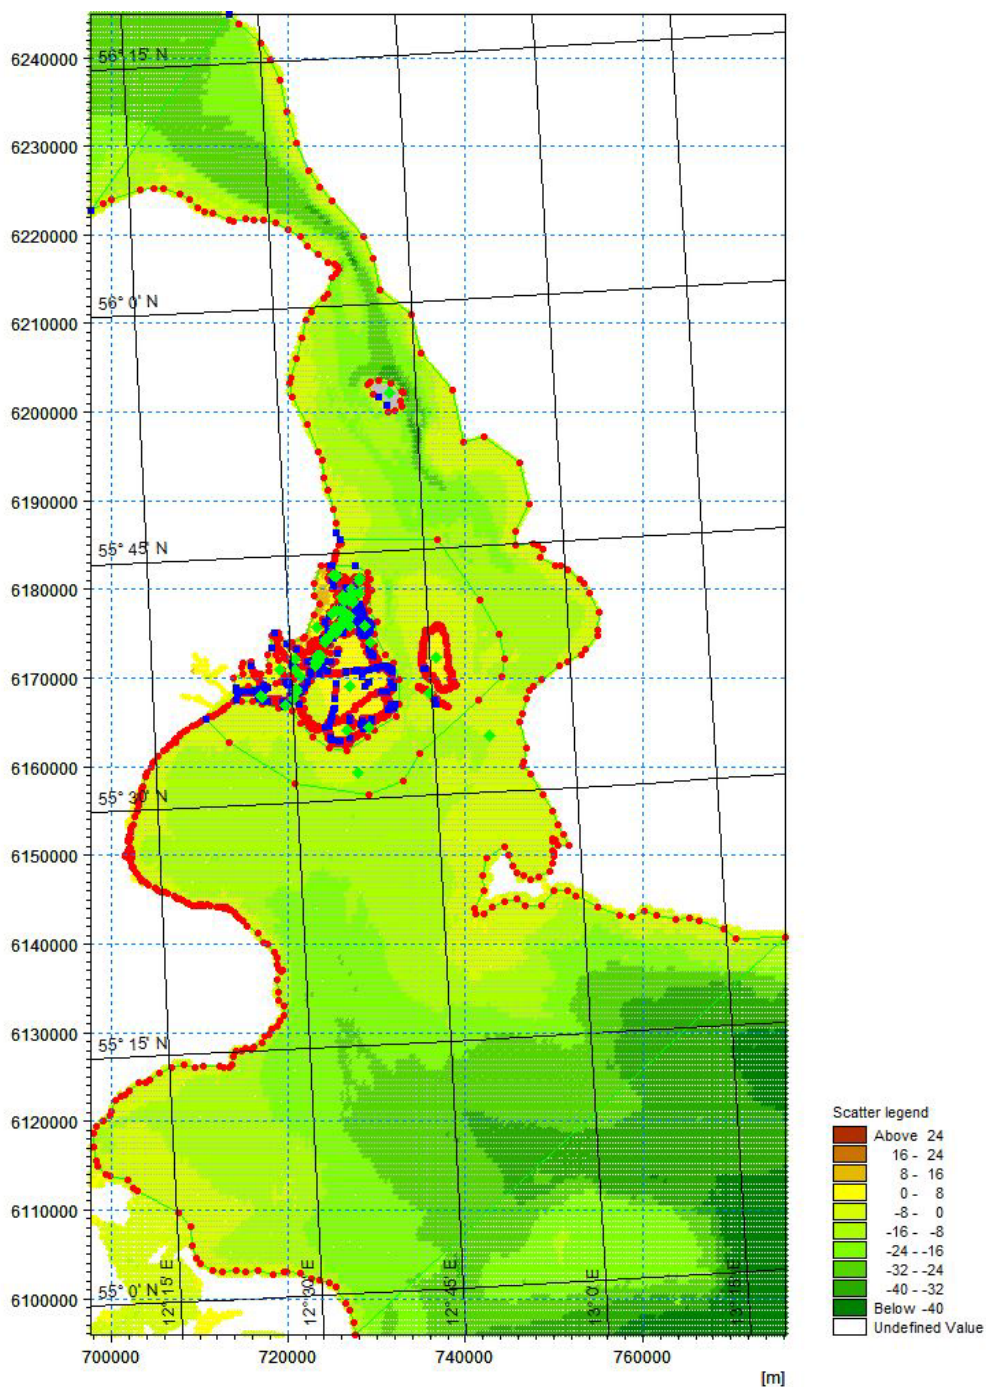 6240000
56° 15' N
6230000
6220000
56° 0' N
6210000
6200000
6190000
55° 45' N
6180000
6170000
6160000
55° 30' N
6150000
6140000
6130000
55° 15' N
6120000
6110000
6100000
55° 0' N
12° 15' E
12° 30' E
12° 45' E
13° 0' E
13° 15' E
700000
720000
740000
760000
[m]
Scatter legend
Above 24
16 - 24
8 - 16
0 - 8
-8 - 0
-16 - -8
-24 - -16
-32 - -24
-40 - -32
Below -40
Undefined Value